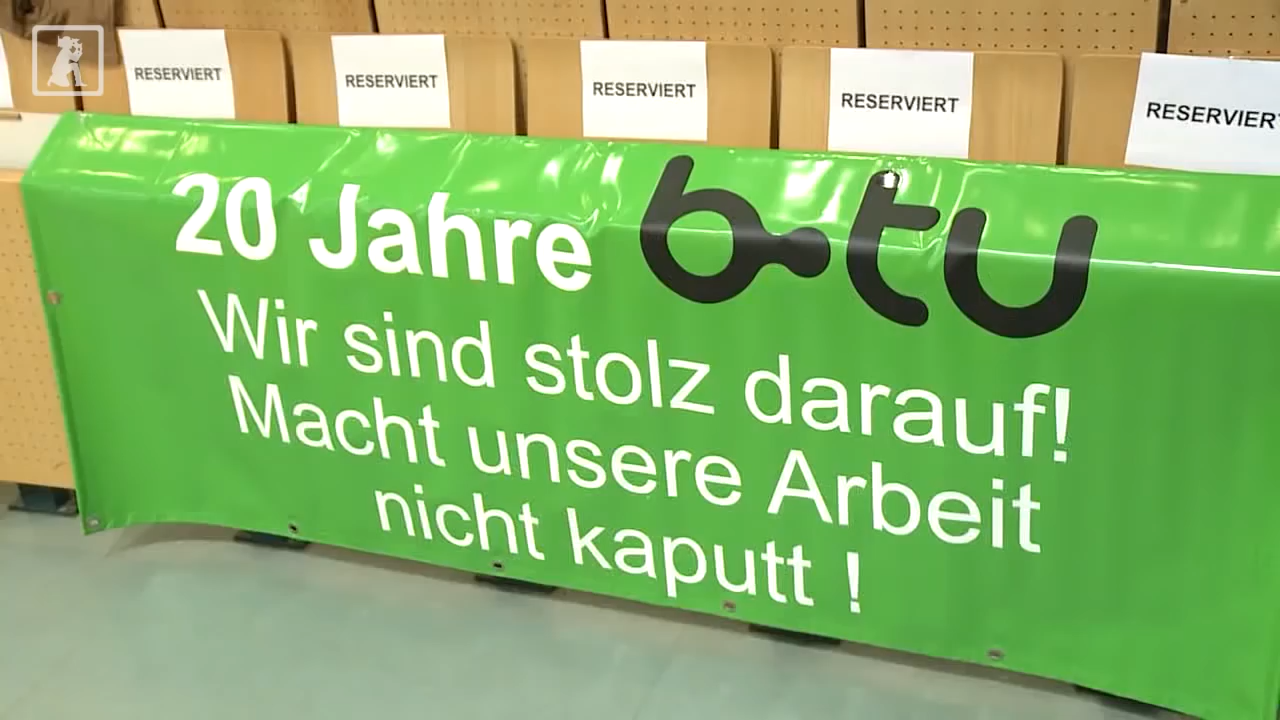 RESERVIERT
RESERVIERT
RESERVIERT
RESERVIERT
RESERVIERT
20 Jahre b-tu
Wir sind stolz darauf!
Macht unsere Arbeit
nicht kaputt !